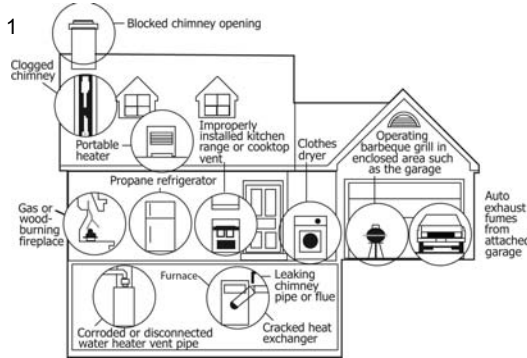 1
Blocked chimney opening
Clogged
chimney
Portable
heater
Improperly
installed kitchen
range or cooktop
vent
Clothes
dryer
Operating
barbeque grill in
enclosed area such
as the garage
Propane refrigerator
Gas or
wood-
burning
fireplace
Auto
exhaust
fumes
from
attached
garage
Furnace
Leaking
chimney
pipe or flue
Corroded or disconnected
water heater vent pipe
Cracked heat
exchanger